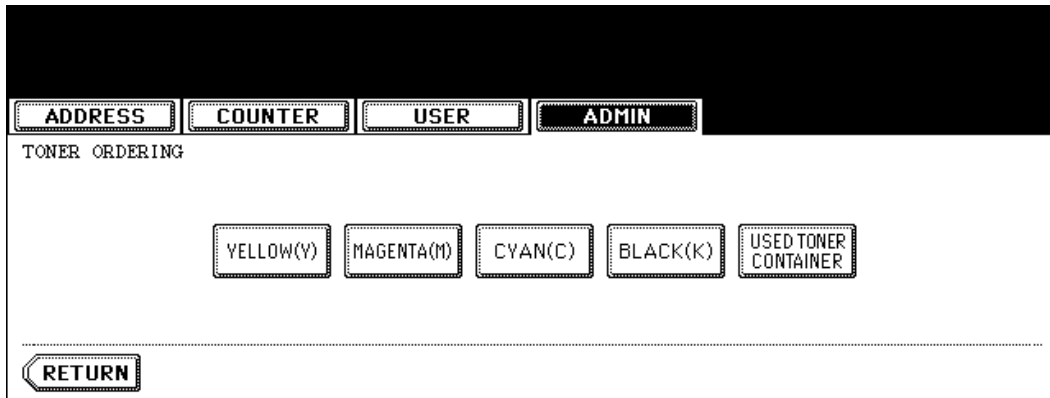 ADDRESS COUNTER USER ADMIN
TONER ORDERING
YELLOW(Y) MAGENTA(M) CYAN(C) BLACK(K) USED TONER
CONTAINER
RETURN